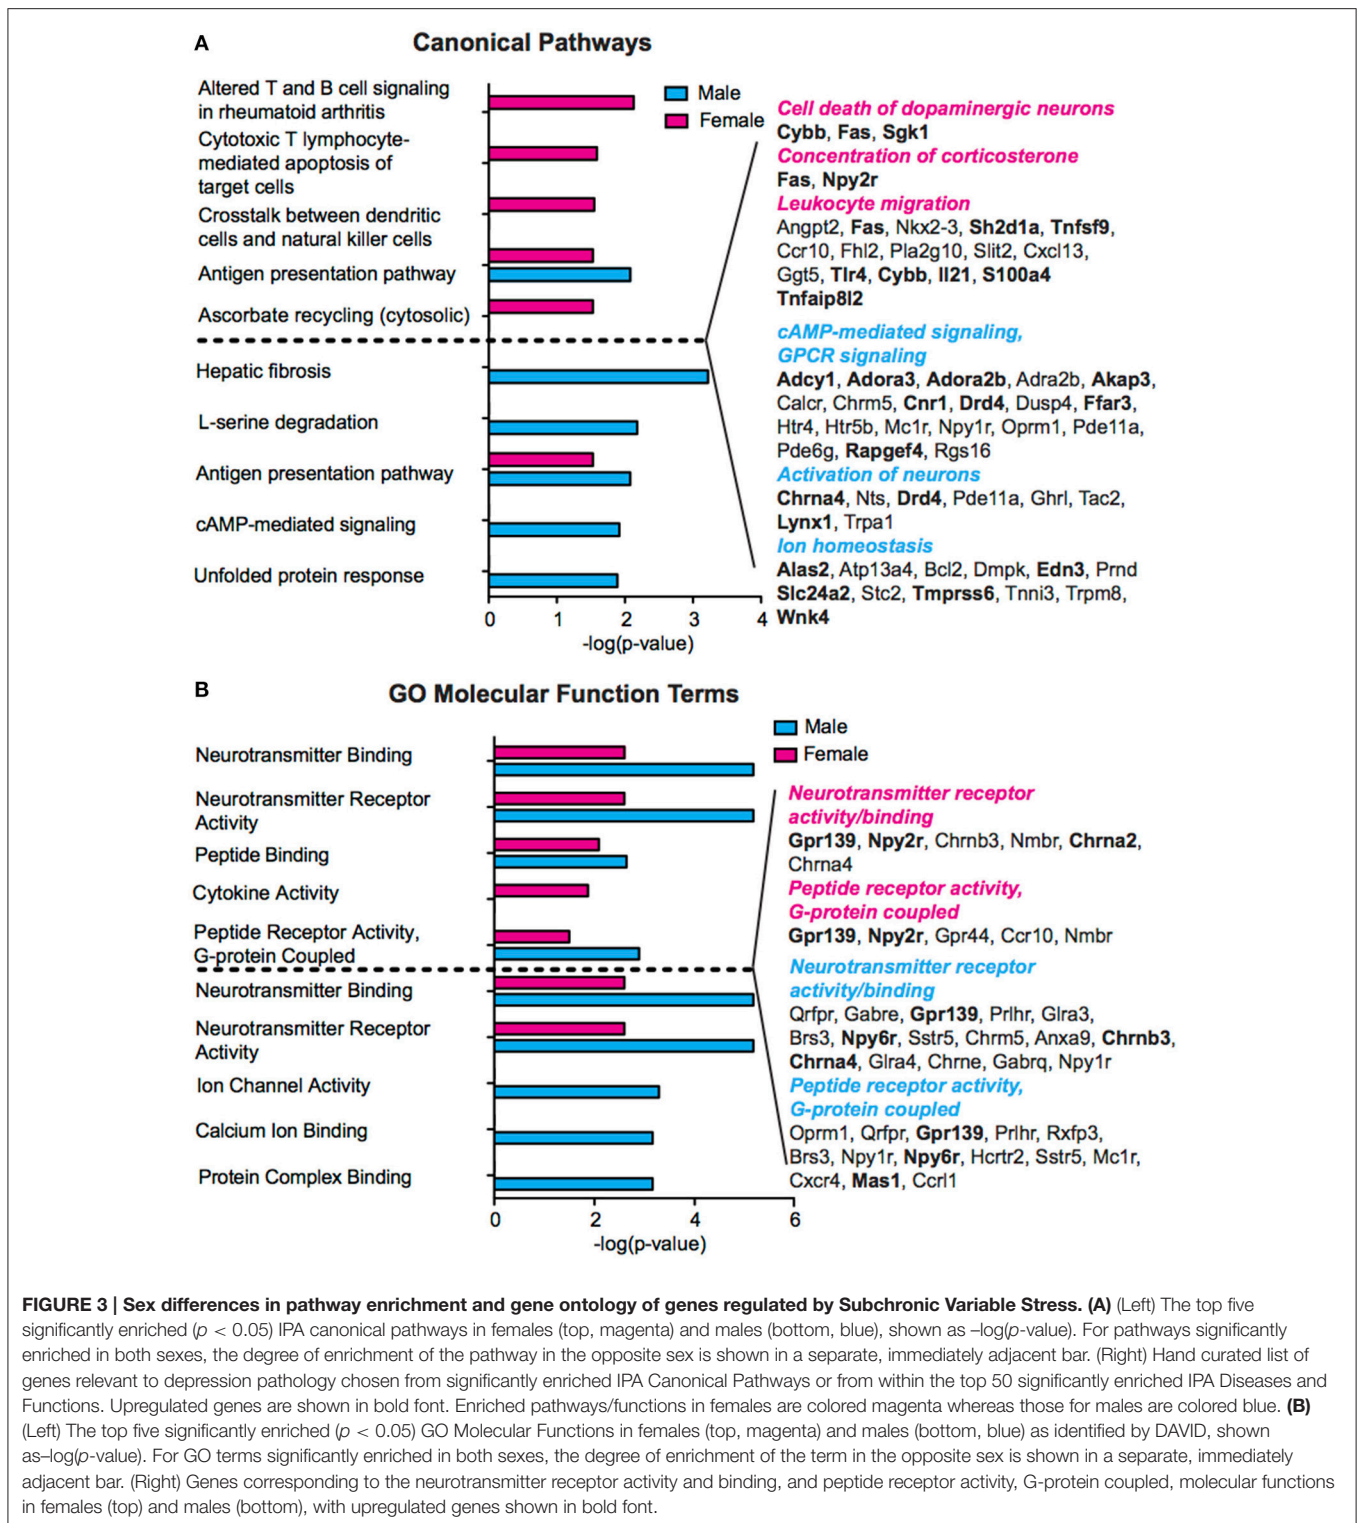 A
Canonical Pathways
Altered T and B cell signaling
in rheumatoid arthritis
Cytotoxic T lymphocyte-
mediated apoptosis of
target cells
Crosstalk between dendritic
cells and natural killer cells
Antigen presentation pathway
Ascorbate recycling (cytosolic)
Hepatic fibrosis
L-serine degradation
Antigen presentation pathway
cAMP-mediated signaling
Unfolded protein response
0 1 2 3 4
-log(p-value)
Male
Female
Cell death of dopaminergic neurons
Cybb, Fas, Sgk1
Concentration of corticosterone
Fas, Npy2r
Leukocyte migration
Angpt2, Fas, Nkx2-3, Sh2d1a, Tnfsf9,
Ccr10, Fhl2, Pla2g10, Slit2, Cxcl13,
Ggt5, Tlr4, Cybb, Il21, S100a4
Tnfaip8l2
cAMP-mediated signaling,
GPCR signaling
Adcy1, Adora3, Adora2b, Adra2b, Akap3,
Calcr, Chrm5, Cnr1, Drd4, Dusp4, Ffar3,
Htr4, Htr5b, Mc1r, Npy1r, Oprm1, Pde11a,
Pde6g, Rapgef4, Rgs16
Activation of neurons
Chrna4, Nts, Drd4, Pde11a, Ghrl, Tac2,
Lynx1, Trpa1
Ion homeostasis
Alas2, Atp13a4, Bcl2, Dmpk, Edn3, Prnd
Slc24a2, Stc2, Tmprss6, Tnni3, Trpm8,
Wnk4
B
GO Molecular Function Terms
Neurotransmitter Binding
Neurotransmitter Receptor
Activity
Peptide Binding
Cytokine Activity
Peptide Receptor Activity,
G-protein Coupled
Neurotransmitter Binding
Neurotransmitter Receptor
Activity
Ion Channel Activity
Calcium Ion Binding
Protein Complex Binding
0 2 4 6
-log(p-value)
Male
Female
Neurotransmitter receptor
activity/binding
Gpr139, Npy2r, Chrnb3, Nmbr, Chrna2,
Chrna4
Peptide receptor activity,
G-protein coupled
Gpr139, Npy2r, Gpr44, Ccr10, Nmbr
Neurotransmitter receptor
activity/binding
Qrfpr, Gabre, Gpr139, Prlhr, Glra3,
Brs3, Npy6r, Sstr5, Chrm5, Anxa9, Chrnb3,
Chrna4, Glra4, Chrne, Gabrq, Npy1r
Peptide receptor activity,
G-protein coupled
Oprm1, Qrfpr, Gpr139, Prlhr, Rxfp3,
Brs3, Npy1r, Npy6r, Hcrtr2, Sstr5, Mc1r,
Cxcr4, Mas1, Ccrl1
FIGURE 3 | Sex differences in pathway enrichment and gene ontology of genes regulated by Subchronic Variable Stress. (A) (Left) The top five
significantly enriched (p < 0.05) IPA canonical pathways in females (top, magenta) and males (bottom, blue), shown as –log(p-value). For pathways significantly
enriched in both sexes, the degree of enrichment of the pathway in the opposite sex is shown in a separate, immediately adjacent bar. (Right) Hand curated list of
genes relevant to depression pathology chosen from significantly enriched IPA Canonical Pathways or from within the top 50 significantly enriched IPA Diseases and
Functions. Upregulated genes are shown in bold font. Enriched pathways/functions in females are colored magenta whereas those for males are colored blue. (B)
(Left) The top five significantly enriched (p < 0.05) GO Molecular Functions in females (top, magenta) and males (bottom, blue) as identified by DAVID, shown
as–log(p-value). For GO terms significantly enriched in both sexes, the degree of enrichment of the term in the opposite sex is shown in a separate, immediately
adjacent bar. (Right) Genes corresponding to the neurotransmitter receptor activity and binding, and peptide receptor activity, G-protein coupled, molecular functions
in females (top) and males (bottom), with upregulated genes shown in bold font.